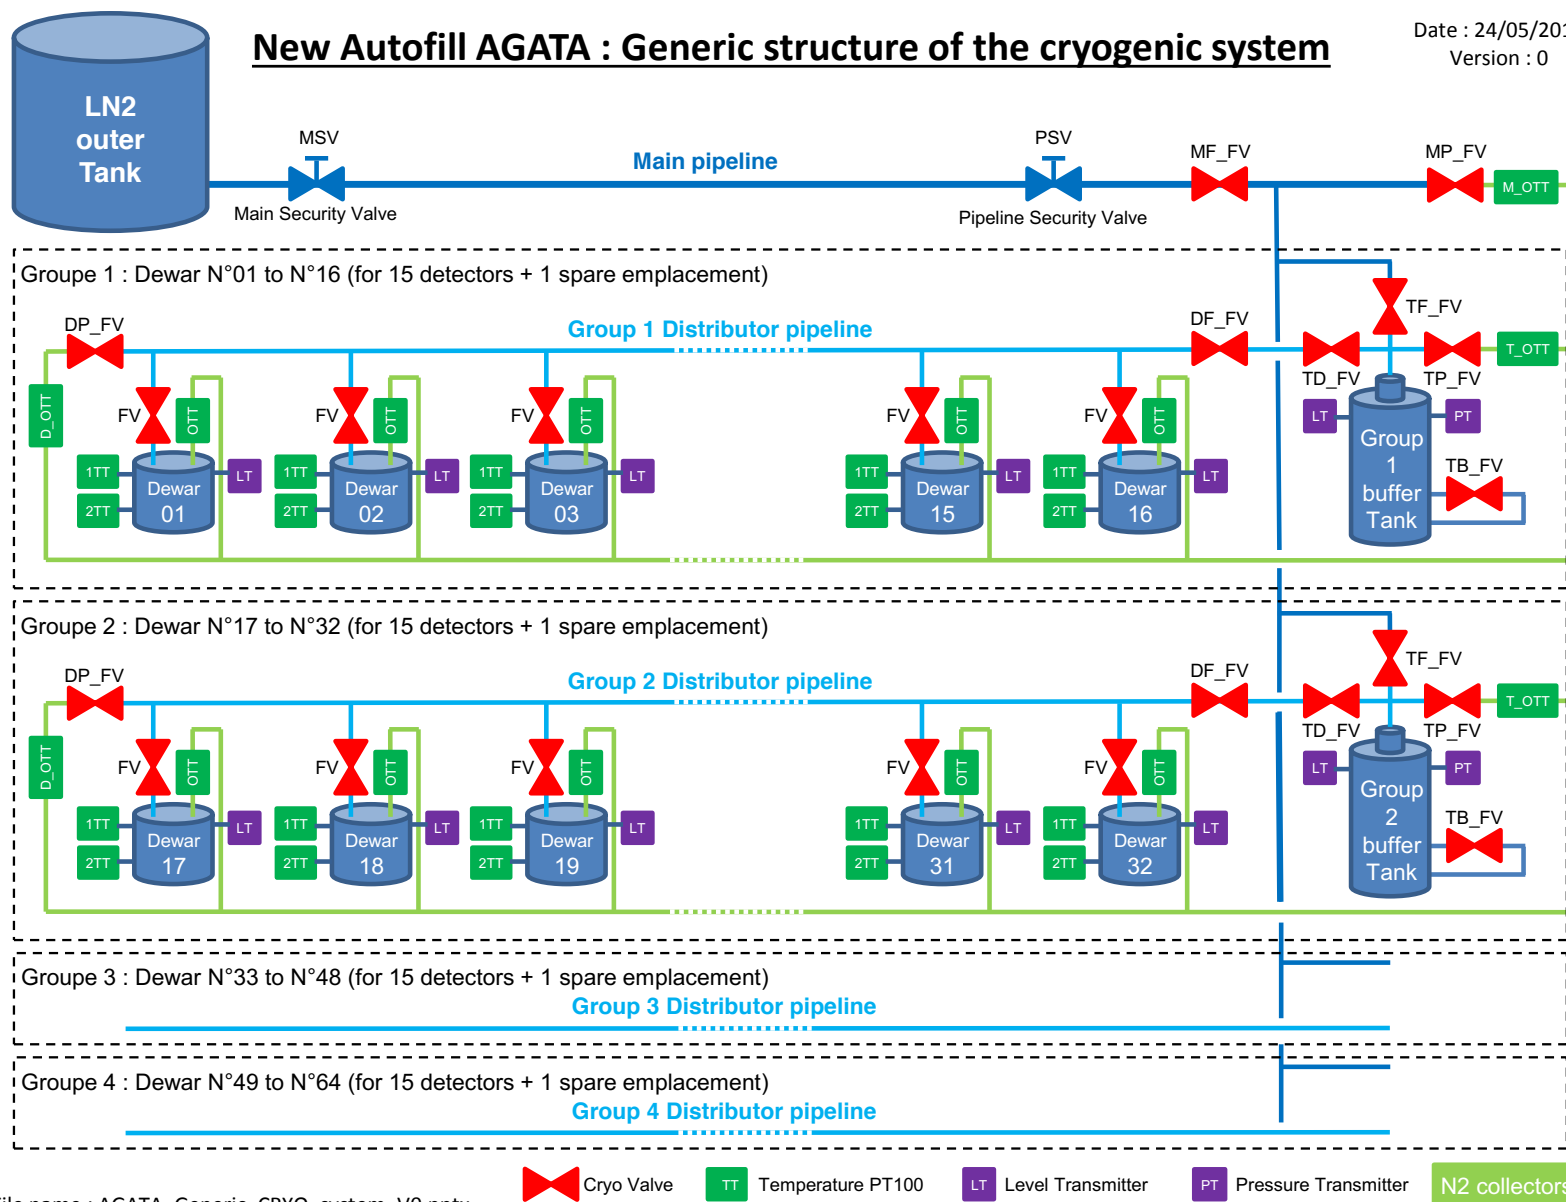 New Autofill AGATA : Generic structure of the cryogenic system
Date : 24/05/201
Version : 0
LN2
outer
Tank
MSV
Main Security Valve
Main pipeline
PSV
Pipeline Security Valve
MF_FV
MP_FV
M_OTT
Groupe 1 : Dewar N°01 to N°16 (for 15 detectors + 1 spare emplacement)
DP_FV
Group 1 Distributor pipeline
DF_FV
TF_FV
T_OTT
TD_FV
TP_FV
D_OTT
FV
OTT
FV
OTT
FV
OTT
FV
OTT
FV
OTT
LT
PT
1TT
2TT
Dewar
01
LT
1TT
2TT
Dewar
02
LT
1TT
2TT
Dewar
03
LT
1TT
2TT
Dewar
15
LT
1TT
2TT
Dewar
16
LT
Group
1
buffer
Tank
TB_FV
Groupe 2 : Dewar N°17 to N°32 (for 15 detectors + 1 spare emplacement)
DP_FV
Group 2 Distributor pipeline
DF_FV
TF_FV
T_OTT
TD_FV
TP_FV
D_OTT
FV
OTT
FV
OTT
FV
OTT
FV
OTT
FV
OTT
LT
PT
1TT
2TT
Dewar
17
LT
1TT
2TT
Dewar
18
LT
1TT
2TT
Dewar
19
LT
1TT
2TT
Dewar
31
LT
1TT
2TT
Dewar
32
LT
Group
2
buffer
Tank
TB_FV
Groupe 3 : Dewar N°33 to N°48 (for 15 detectors + 1 spare emplacement)
Group 3 Distributor pipeline
Groupe 4 : Dewar N°49 to N°64 (for 15 detectors + 1 spare emplacement)
Group 4 Distributor pipeline
Cryo Valve
TT Temperature PT100
LT Level Transmitter
PT Pressure Transmitter
N2 collectors